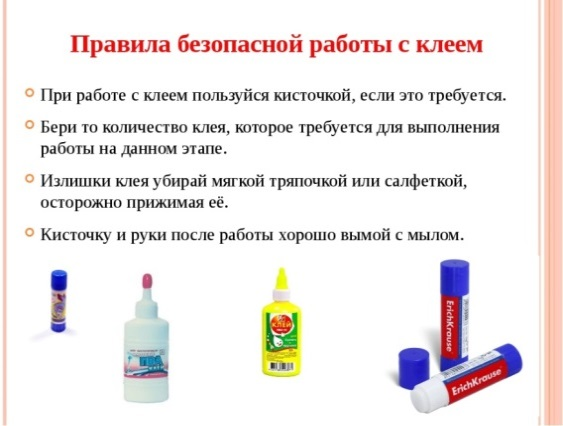 Правила безопасной работы с клеем
При работе с клеем пользуйся кисточкой, если это требуется.
Бери то количество клея, которое требуется для выполнения
работы на данном этапе.
Излишки клея убирай мягкой тряпочкой или салфеткой,
осторожно прижимая её.
Кисточку и руки после работы хорошо вымой с мылом.
ПВА
КЛЕЙ
ErichKrause
ErichKrause